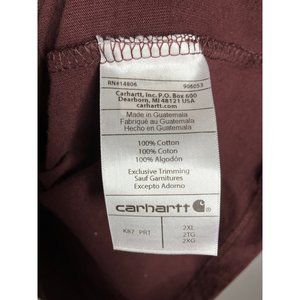 RN#14806 906053
Carhartt, Inc. P.O. Box 600
Dearborn, MI 48121 USA
carhartt.com
Made in Guatemala
Fabriqué au Guatemala
Hecho en Guatemala
100% Cotton
100% Coton
100% Algodón
Exclusive Trimming
Sauf Garnitures
Excepto Adorno
carhartt
K87 PRT
2XL
2TG
2XG